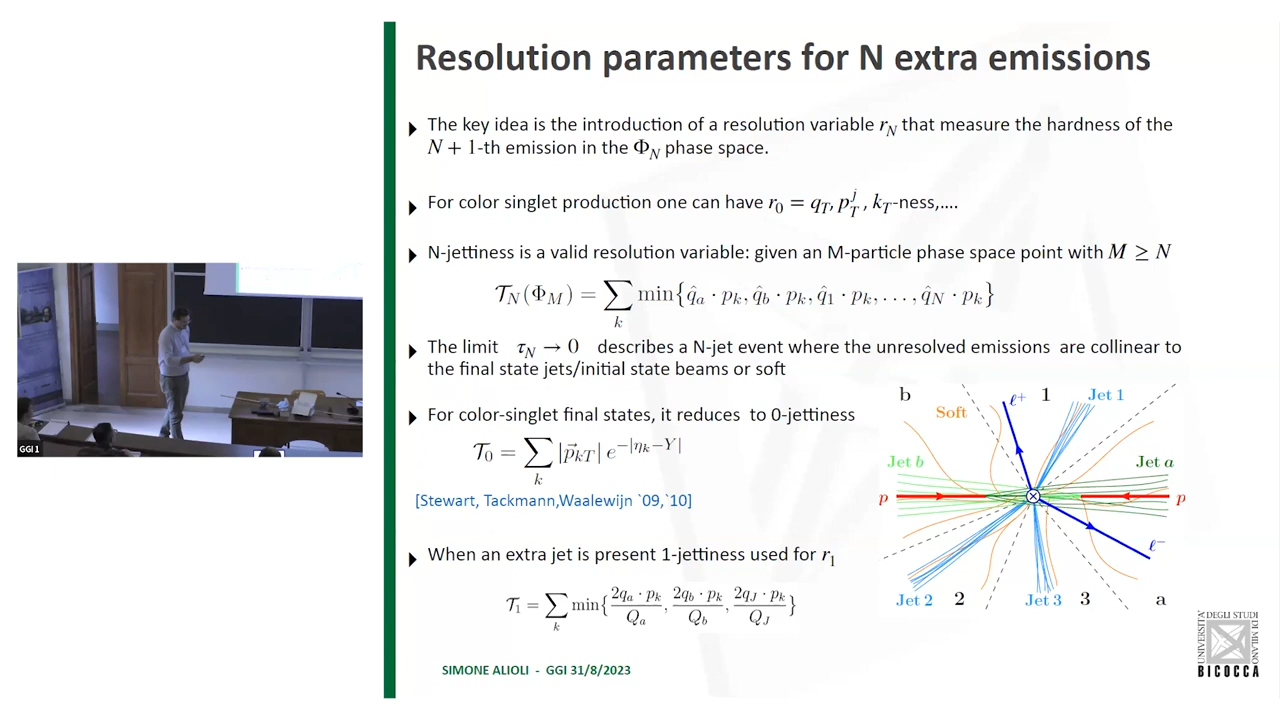 Resolution parameters for N extra emissions
The key idea is the introduction of a resolution variable r_N that measure the hardness of the
N + 1-th emission in the Φ_N phase space.
For color singlet production one can have r_0 = q_T, p_T^j, k_T-ness,....
N-jettiness is a valid resolution variable: given an M-particle phase space point with M ≥ N
𝒯_N(Φ_M) = ∑_k min{q̂_a · p_k, q̂_b · p_k, q̂_1 · p_k, . . . , q̂_N · p_k}
The limit τ_N → 0 describes a N-jet event where the unresolved emissions are collinear to
the final state jets/initial state beams or soft
For color-singlet final states, it reduces to 0-jettiness
𝒯_0 = ∑_k |p⃗_kT| e^{-|η_k-Y|}
[Stewart, Tackmann,Waalewijn `09,`10]
When an extra jet is present 1-jettiness used for r_1
𝒯_1 = ∑_k min{2q_a · p_k / Q_a, 2q_b · p_k / Q_b, 2q_J · p_k / Q_J}
b ℓ+ 1 Jet 1
Soft
Jet b Jet a
p p
ℓ−
Jet 2 2 Jet 3 3 a
SIMONE ALIOLI - GGI 31/8/2023
UNIVERSITÀ DEGLI STUDI DI MILANO
BICOCCA
GGI 1